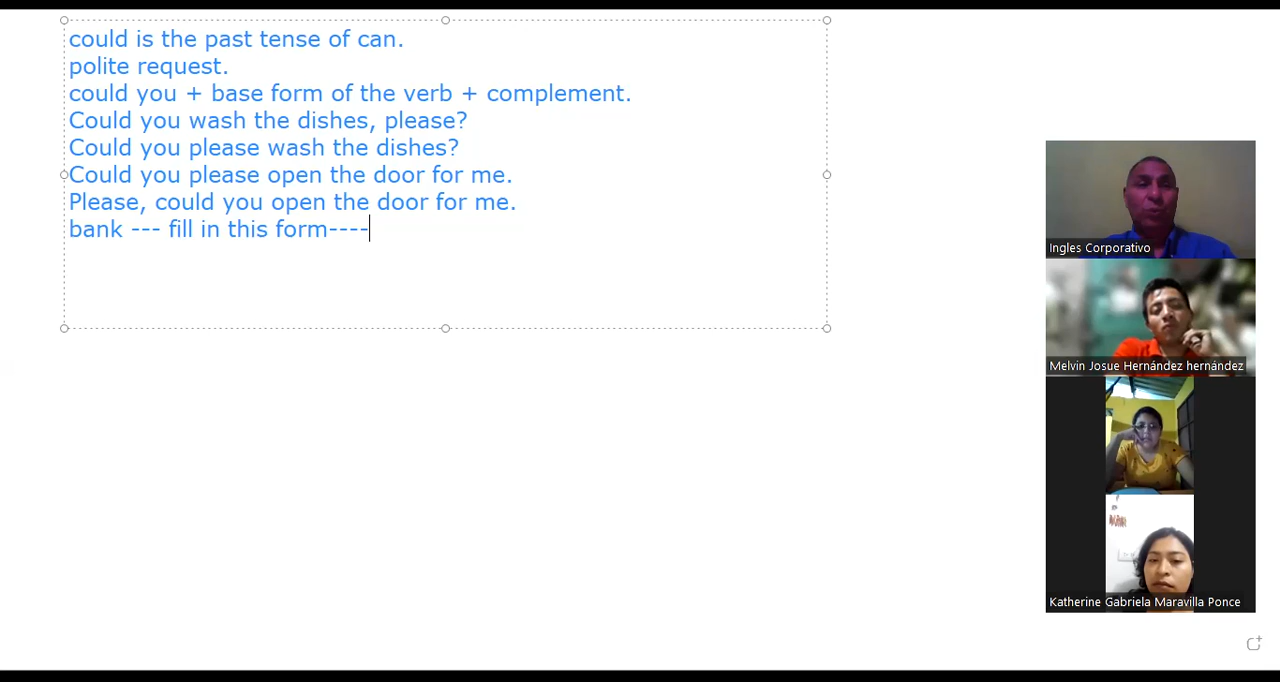 could is the past tense of can.
polite request.
could you + base form of the verb + complement.
Could you wash the dishes, please?
Could you please wash the dishes?
Could you please open the door for me.
Please, could you open the door for me.
bank --- fill in this form----
Ingles Corporativo
Melvin Josue Hernández hernández
Katherine Gabriela Maravilla Ponce